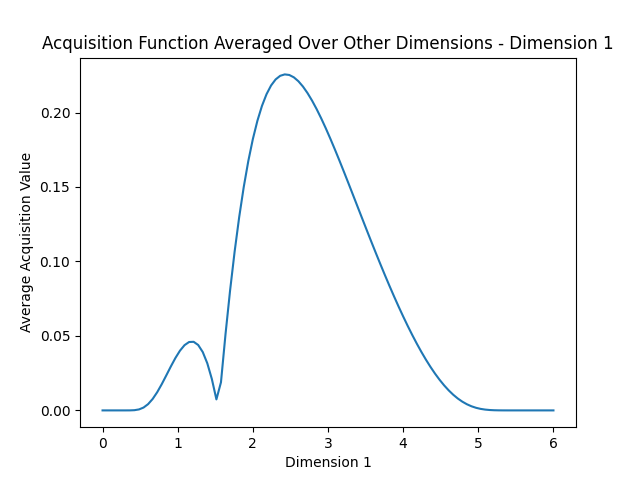 Acquisition Function Averaged Over Other Dimensions - Dimension 1
Average Acquisition Value
0.20
0.15
0.10
0.05
0.00
0 1 2 3 4 5 6
Dimension 1